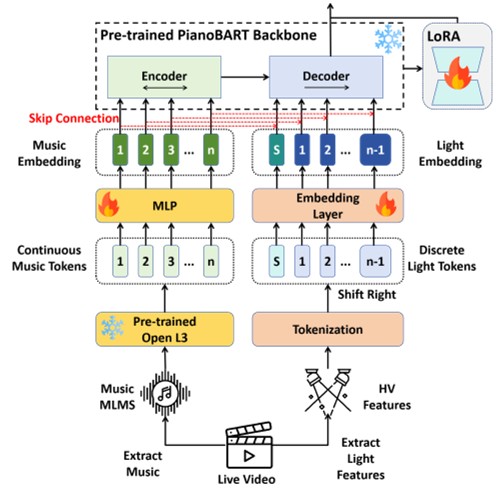 Pre-trained PianoBART Backbone
LoRA
Encoder
Decoder
Skip Connection
Music
Embedding
1 2 3 ... n
S 1 2 ... n-1
Light
Embedding
MLP
Embedding
Layer
Continuous
Music Tokens
1 2 3 ... n
S 1 2 ... n-1
Discrete
Light Tokens
Shift Right
Pre-trained
Open L3
Tokenization
Music
MLMS
HV
Features
Extract
Music
Extract
Light
Features
Live Video